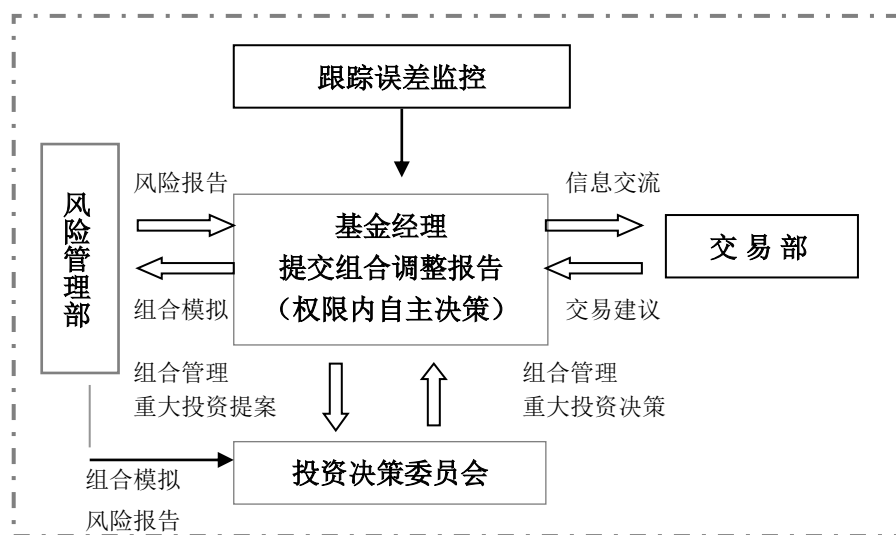 跟踪误差监控
风险报告
信息交流
风险管理部
基金经理
提交组合调整报告
（权限内自主决策）
交易部
组合模拟
交易建议
组合管理
重大投资提案
组合管理
重大投资决策
投资决策委员会
组合模拟
风险报告